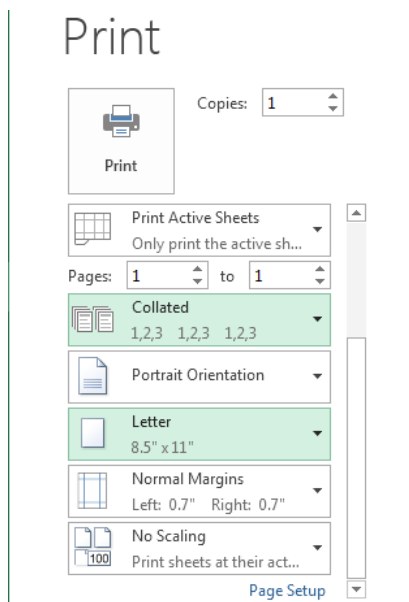 Print
Copies: 1
Print
Print Active Sheets
Only print the active sh...
Pages: 1 to 1
Collated
1,2,3 1,2,3 1,2,3
Portrait Orientation
Letter
8.5" x 11"
Normal Margins
Left: 0.7" Right: 0.7"
No Scaling
100
Print sheets at their act...
Page Setup